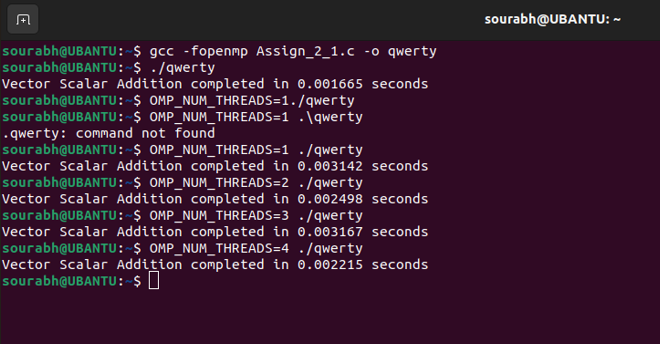 sourabh@UBANTU: ~
sourabh@UBANTU:~$ gcc -fopenmp Assign_2_1.c -o qwerty
sourabh@UBANTU:~$ ./qwerty
Vector Scalar Addition completed in 0.001665 seconds
sourabh@UBANTU:~$ OMP_NUM_THREADS=1./qwerty
sourabh@UBANTU:~$ OMP_NUM_THREADS=1 .\qwerty
.qwerty: command not found
sourabh@UBANTU:~$ OMP_NUM_THREADS=1 ./qwerty
Vector Scalar Addition completed in 0.003142 seconds
sourabh@UBANTU:~$ OMP_NUM_THREADS=2 ./qwerty
Vector Scalar Addition completed in 0.002498 seconds
sourabh@UBANTU:~$ OMP_NUM_THREADS=3 ./qwerty
Vector Scalar Addition completed in 0.003167 seconds
sourabh@UBANTU:~$ OMP_NUM_THREADS=4 ./qwerty
Vector Scalar Addition completed in 0.002215 seconds
sourabh@UBANTU:~$